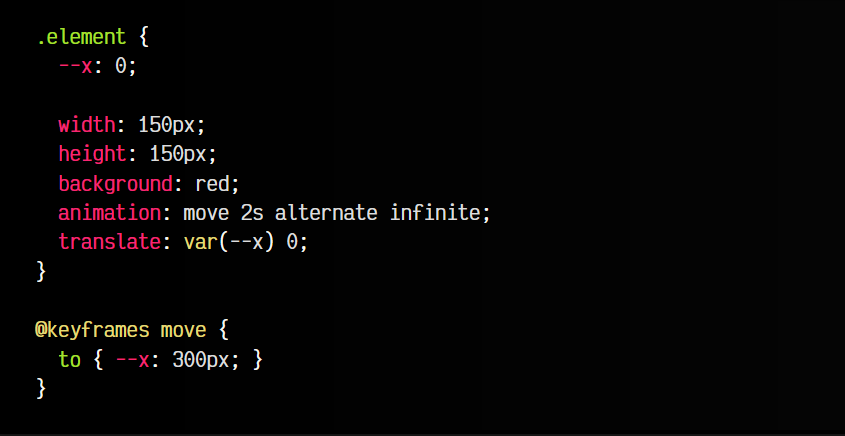 .element {
  --x: 0;

  width: 150px;
  height: 150px;
  background: red;
  animation: move 2s alternate infinite;
  translate: var(--x) 0;
}

@keyframes move {
  to { --x: 300px; }
}